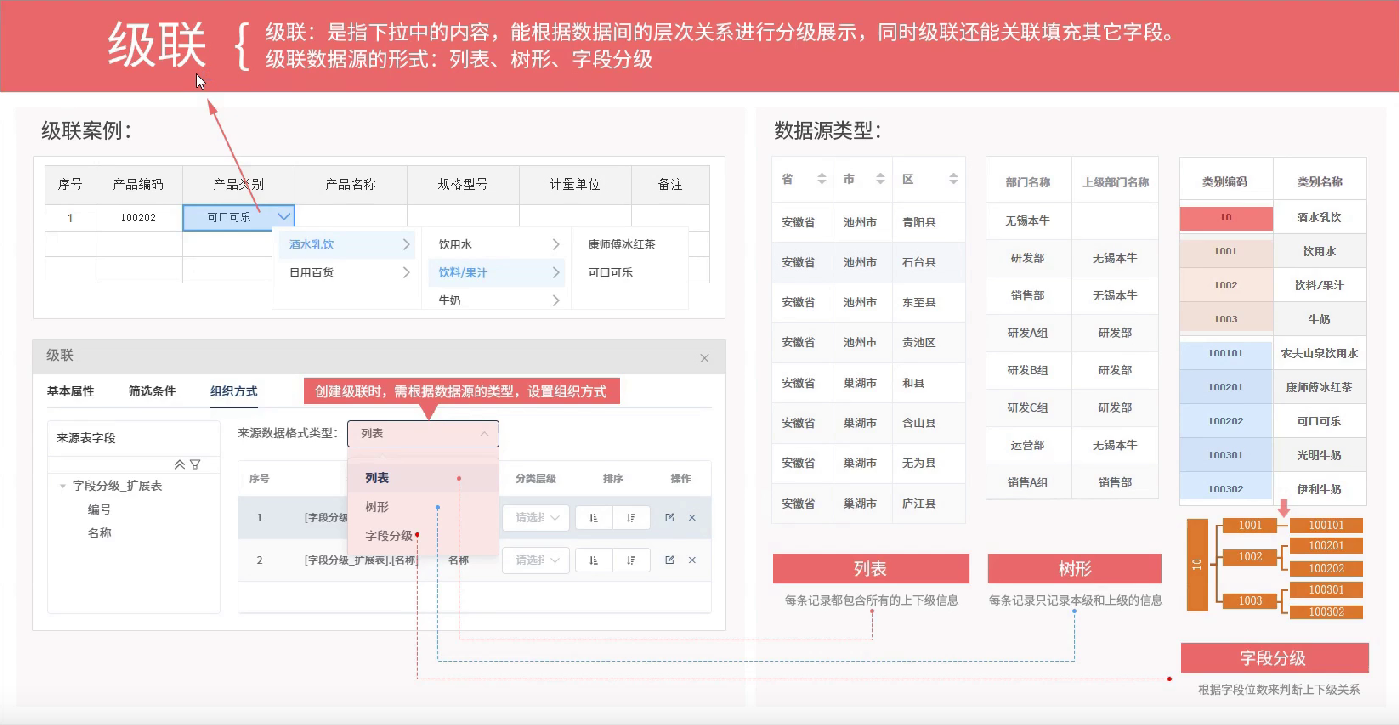 级联
级联：是指下拉中的内容，能根据数据间的层次关系进行分级展示，同时级联还能关联填充其它字段。
级联数据源的形式：列表、树形、字段分级
级联案例：
序号 产品编码 产品类别 产品名称 规格型号 计量单位 备注
1 100202 可口可乐
酒水乳饮 饮用水 康师傅冰红茶
日用百货 饮料/果汁 可口可乐
牛奶
级联
基本属性 筛选条件 组织方式
创建级联时，需根据数据源的类型，设置组织方式
来源表字段
字段分级_扩展表
编号
名称
来源数据格式类型： 列表
列表
树形
字段分级
序号 分类层级 排序 操作
1 [字段分级 请选择
2 [字段分级_扩展表].[名称] 名称 请选择
数据源类型：
省 市 区
安徽省 池州市 青阳县
安徽省 池州市 石台县
安徽省 池州市 东至县
安徽省 池州市 贵池区
安徽省 巢湖市 和县
安徽省 巢湖市 含山县
安徽省 巢湖市 无为县
安徽省 巢湖市 庐江县
列表
每条记录都包含所有的上下级信息
部门名称 上级部门名称
无锡本牛
研发部 无锡本牛
销售部 无锡本牛
研发A组 研发部
研发B组 研发部
研发C组 研发部
运营部 无锡本牛
销售A组 销售部
树形
每条记录只记录本级和上级的信息
类别编码 类别名称
10 酒水乳饮
1001 饮用水
1002 饮料/果汁
1003 牛奶
100101 农夫山泉饮用水
100201 康师傅冰红茶
100202 可口可乐
100301 光明牛奶
100302 伊利牛奶
10
1001 100101
1002 100201
100202
1003 100301
100302
字段分级
根据字段位数来判断上下级关系